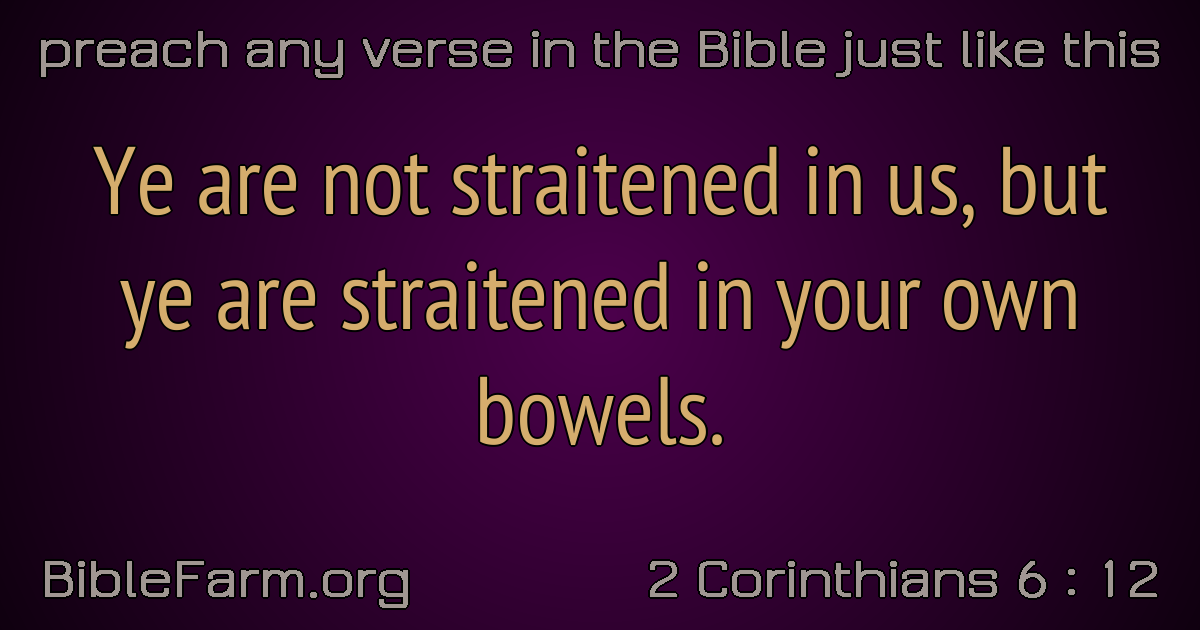 preach any verse in the Bible just like this
Ye are not straitened in us, but
ye are straitened in your own
bowels.
BibleFarm.org
2 Corinthians 6 : 12